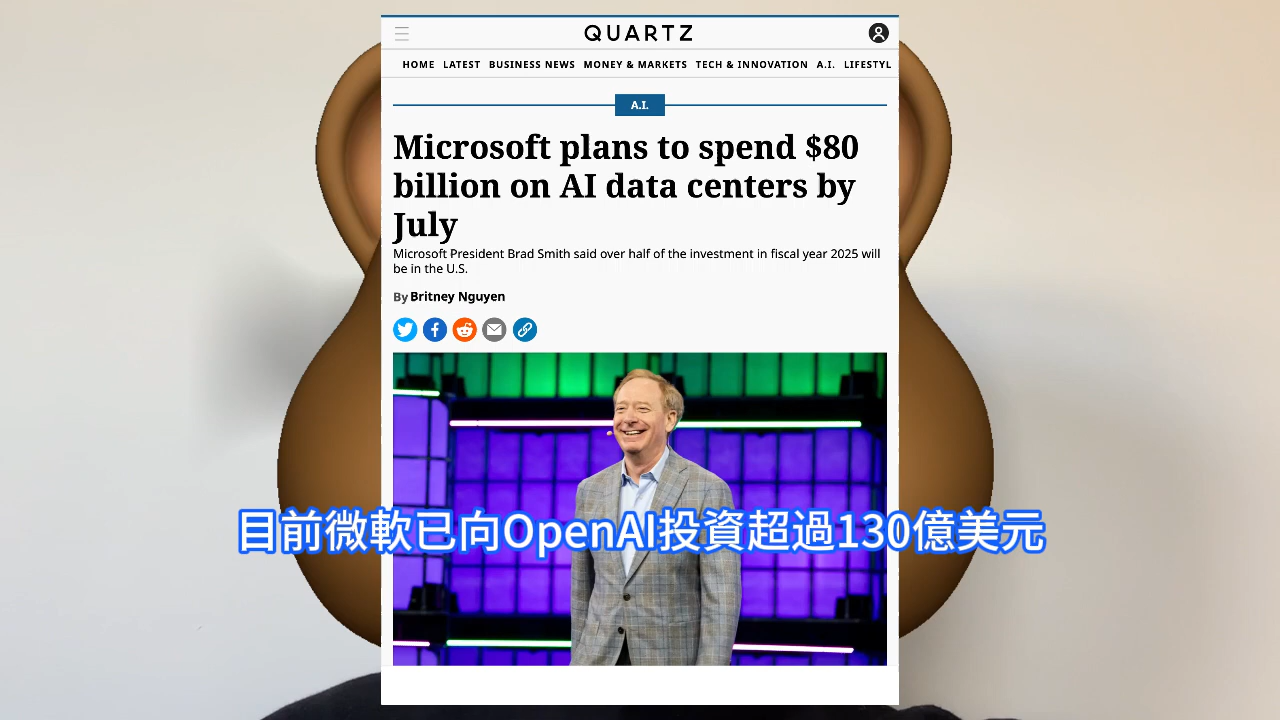 QUARTZ
HOME LATEST BUSINESS NEWS MONEY & MARKETS TECH & INNOVATION A.I. LIFESTYL
A.I.
Microsoft plans to spend $80
billion on AI data centers by
July
Microsoft President Brad Smith said over half of the investment in fiscal year 2025 will
be in the U.S.
By Britney Nguyen
目前微軟已向OpenAI投資超過130億美元